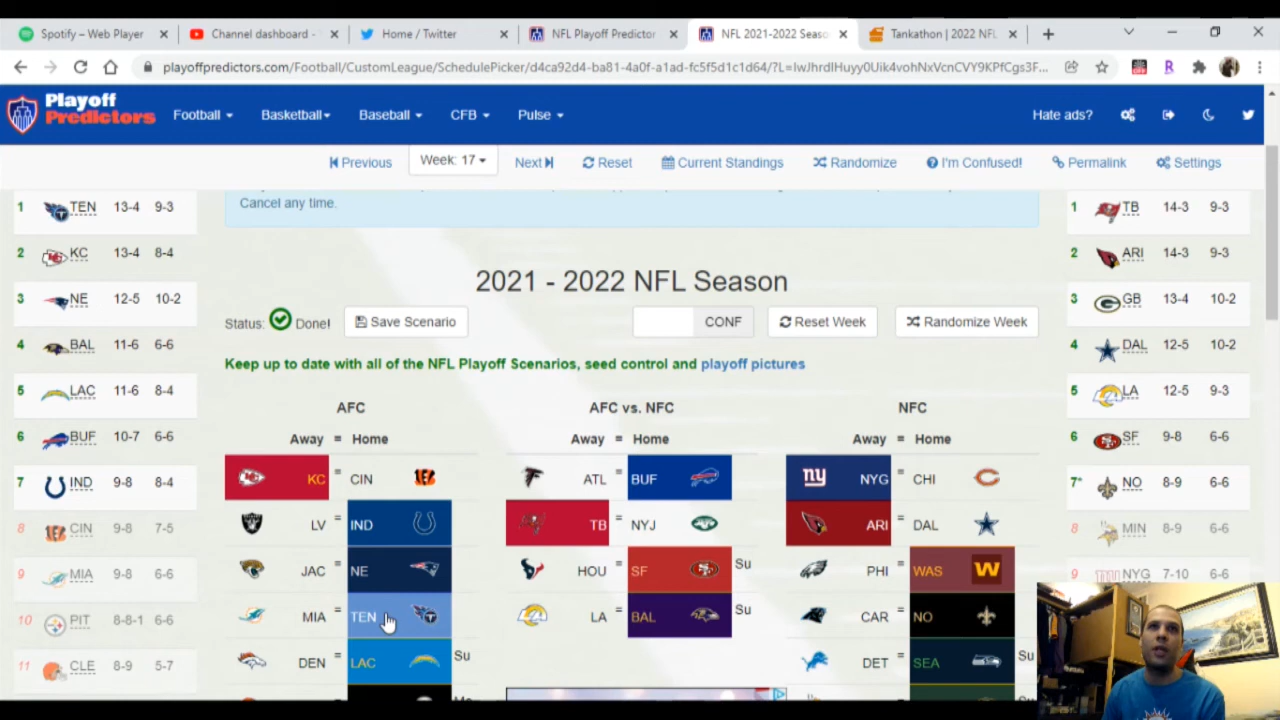 Spotify – Web Player
Channel dashboard -
Home / Twitter
NFL Playoff Predictor
NFL 2021-2022 Seaso
Tankathon | 2022 NFL
playoffpredictors.com/Football/CustomLeague/SchedulePicker/d4ca92d4-ba81-4a0f-a1ad-fc5f5d1c1d64/?L=IwJhrdIHuyy0Uik4vohNxVcnCVY9KPfCgs3F...
Playoff
Predictors
Football
Basketball
Baseball
CFB
Pulse
Hate ads?
Previous
Week: 17
Next
Reset
Current Standings
Randomize
I'm Confused!
Permalink
Settings
Cancel any time.
1 TEN 13-4 9-3
2 KC 13-4 8-4
3 NE 12-5 10-2
4 BAL 11-6 6-6
5 LAC 11-6 8-4
6 BUF 10-7 6-6
7 IND 9-8 8-4
8 CIN 9-8 7-5
9 MIA 9-8 6-6
10 PIT 8-8-1 6-6
11 CLE 8-9 5-7
2021 - 2022 NFL Season
Status: Done!
Save Scenario
CONF
Reset Week
Randomize Week
Keep up to date with all of the NFL Playoff Scenarios, seed control and playoff pictures
AFC
Away = Home
KC = CIN
LV = IND
JAC = NE
MIA = TEN
DEN = LAC Su
AFC vs. NFC
Away = Home
ATL = BUF
TB = NYJ
HOU = SF Su
LA = BAL Su
NFC
Away = Home
NYG = CHI
ARI = DAL
PHI = WAS
CAR = NO
DET = SEA Su
1 TB 14-3 9-3
2 ARI 14-3 9-3
3 GB 13-4 10-2
4 DAL 12-5 10-2
5 LA 12-5 9-3
6 SF 9-8 6-6
7* NO 8-9 6-6
8 MIN 8-9 6-6
9 NYG 7-10 6-6